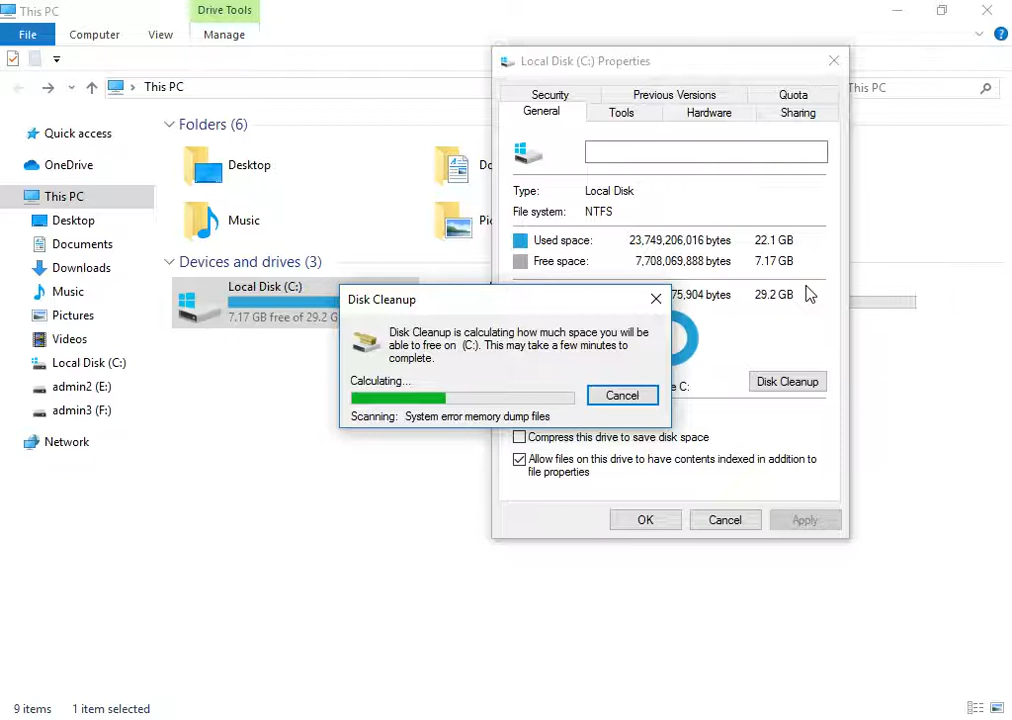 This PC
Drive Tools
File
Computer
View
Manage
This PC
This PC
Quick access
OneDrive
This PC
Desktop
Documents
Downloads
Music
Pictures
Videos
Local Disk (C:)
admin2 (E:)
admin3 (F:)
Network
Folders (6)
Desktop
Music
Devices and drives (3)
Local Disk (C:)
7.17 GB free of 29.2 G
Local Disk (C:) Properties
Security
Previous Versions
Quota
General
Tools
Hardware
Sharing
Type: Local Disk
File system: NTFS
Used space: 23,749,206,016 bytes 22.1 GB
Free space: 7,708,069,888 bytes 7.17 GB
75,904 bytes 29.2 GB
C:
Disk Cleanup
Compress this drive to save disk space
Allow files on this drive to have contents indexed in addition to
file properties
OK
Cancel
Apply
Disk Cleanup
Disk Cleanup is calculating how much space you will be
able to free on (C:). This may take a few minutes to
complete.
Calculating...
Cancel
Scanning: System error memory dump files
9 items
1 item selected